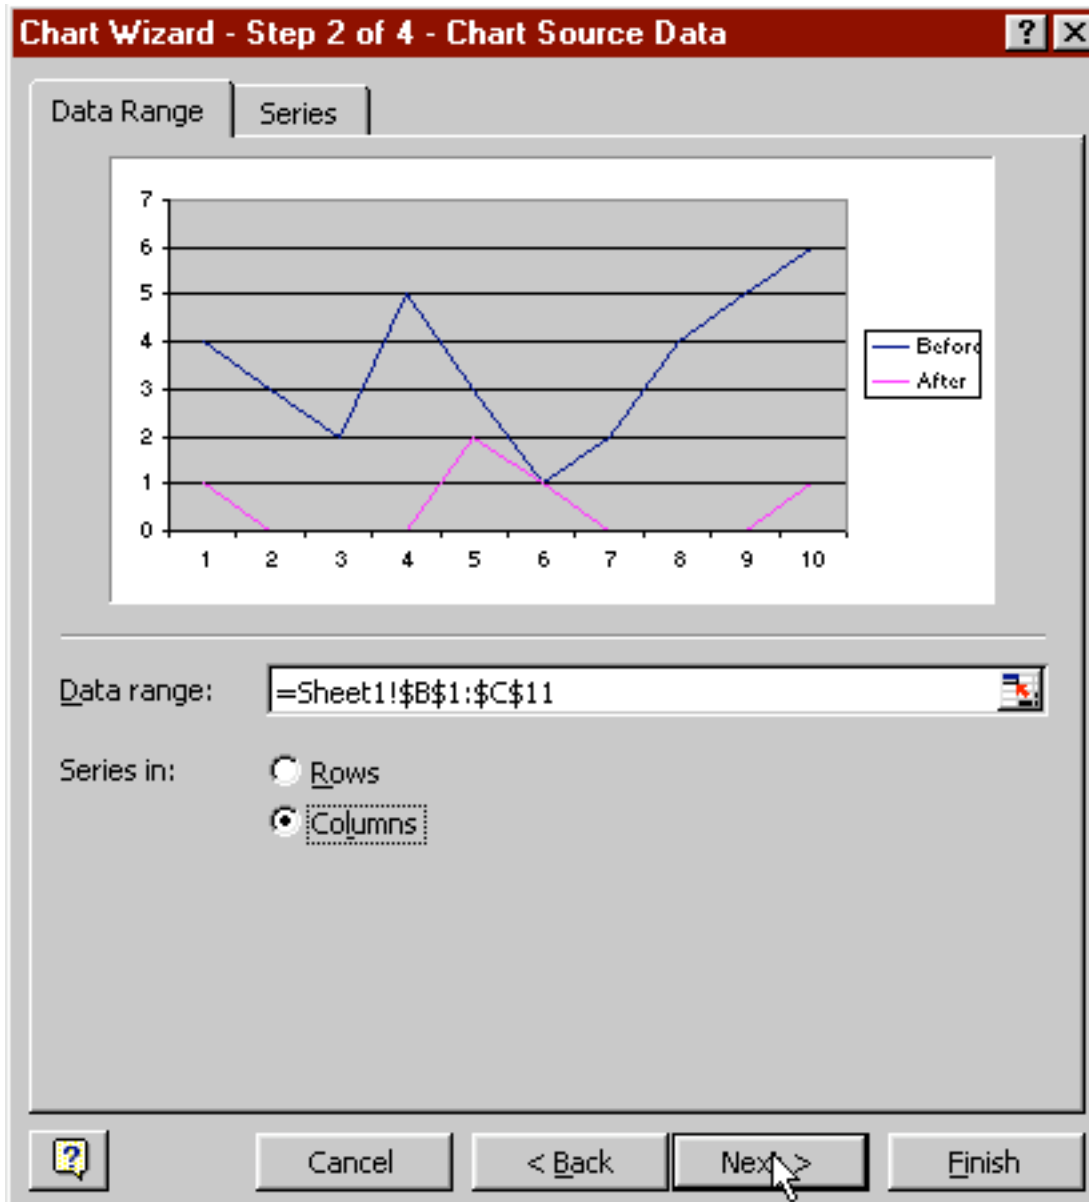 Chart Wizard - Step 2 of 4 - Chart Source Data
Data Range
Series
7
6
5
4
3
2
1
0
1 2 3 4 5 6 7 8 9 10
Before
After
Data range:
=Sheet1!$B$1:$C$11
Series in:
Rows
Columns
Cancel
< Back
Next >
Finish